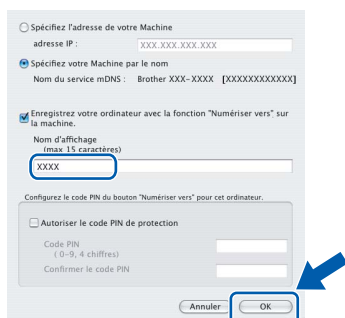 Spécifiez l'adresse de votre Machine
adresse IP : XXX.XXX.XXX.XXX
Spécifiez votre Machine par le nom
Nom du service mDNS : Brother XXX-XXXX [XXXXXXXXXXXX]
Enregistrez votre ordinateur avec la fonction "Numériser vers" sur
la machine.
Nom d'affichage
(max 15 caractères)
XXXX
Configurez le code PIN du bouton "Numériser vers" pour cet ordinateur.
Autoriser le code PIN de protection
Code PIN
( 0-9, 4 chiffres)
Confirmer le code PIN
Annuler OK